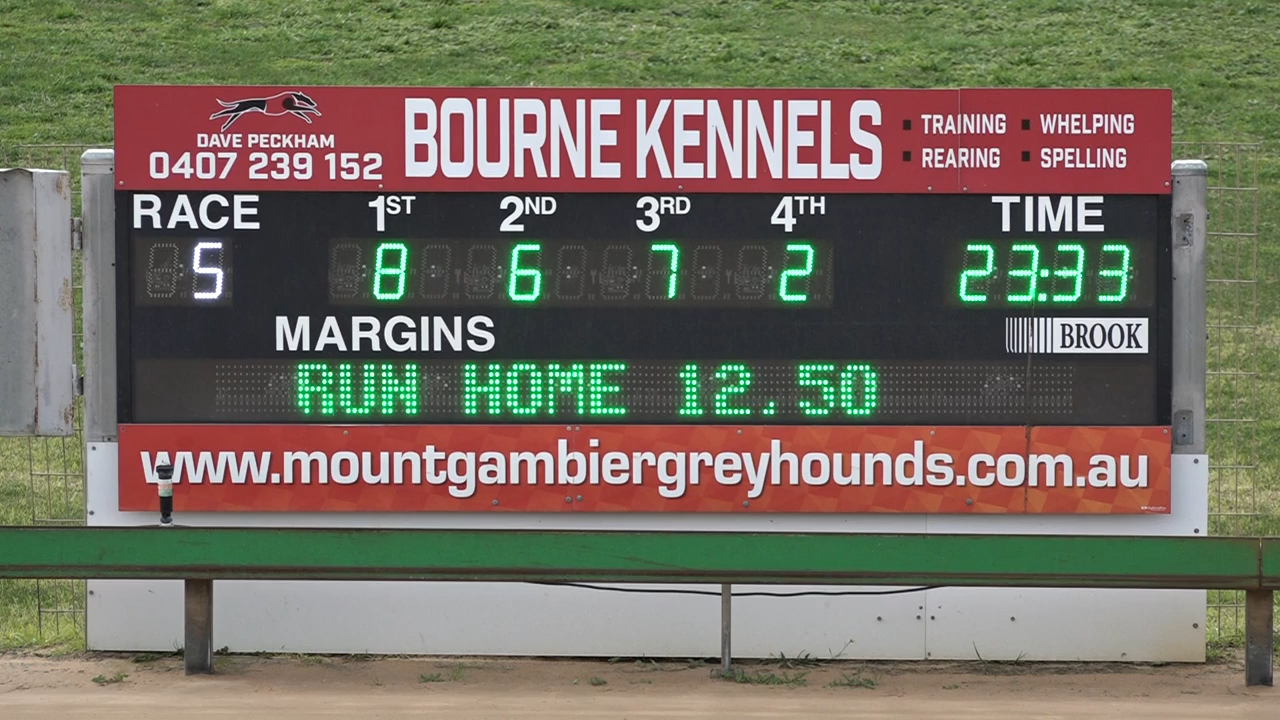 DAVE PECKHAM
0407 239 152
BOURNE KENNELS
▪ TRAINING ▪ WHELPING
▪ REARING ▪ SPELLING
RACE 1ST 2ND 3RD 4TH TIME
5 8 6 7 2 23:33
MARGINS
BROOK
RUN HOME 12.50
www.mountgambiergreyhounds.com.au